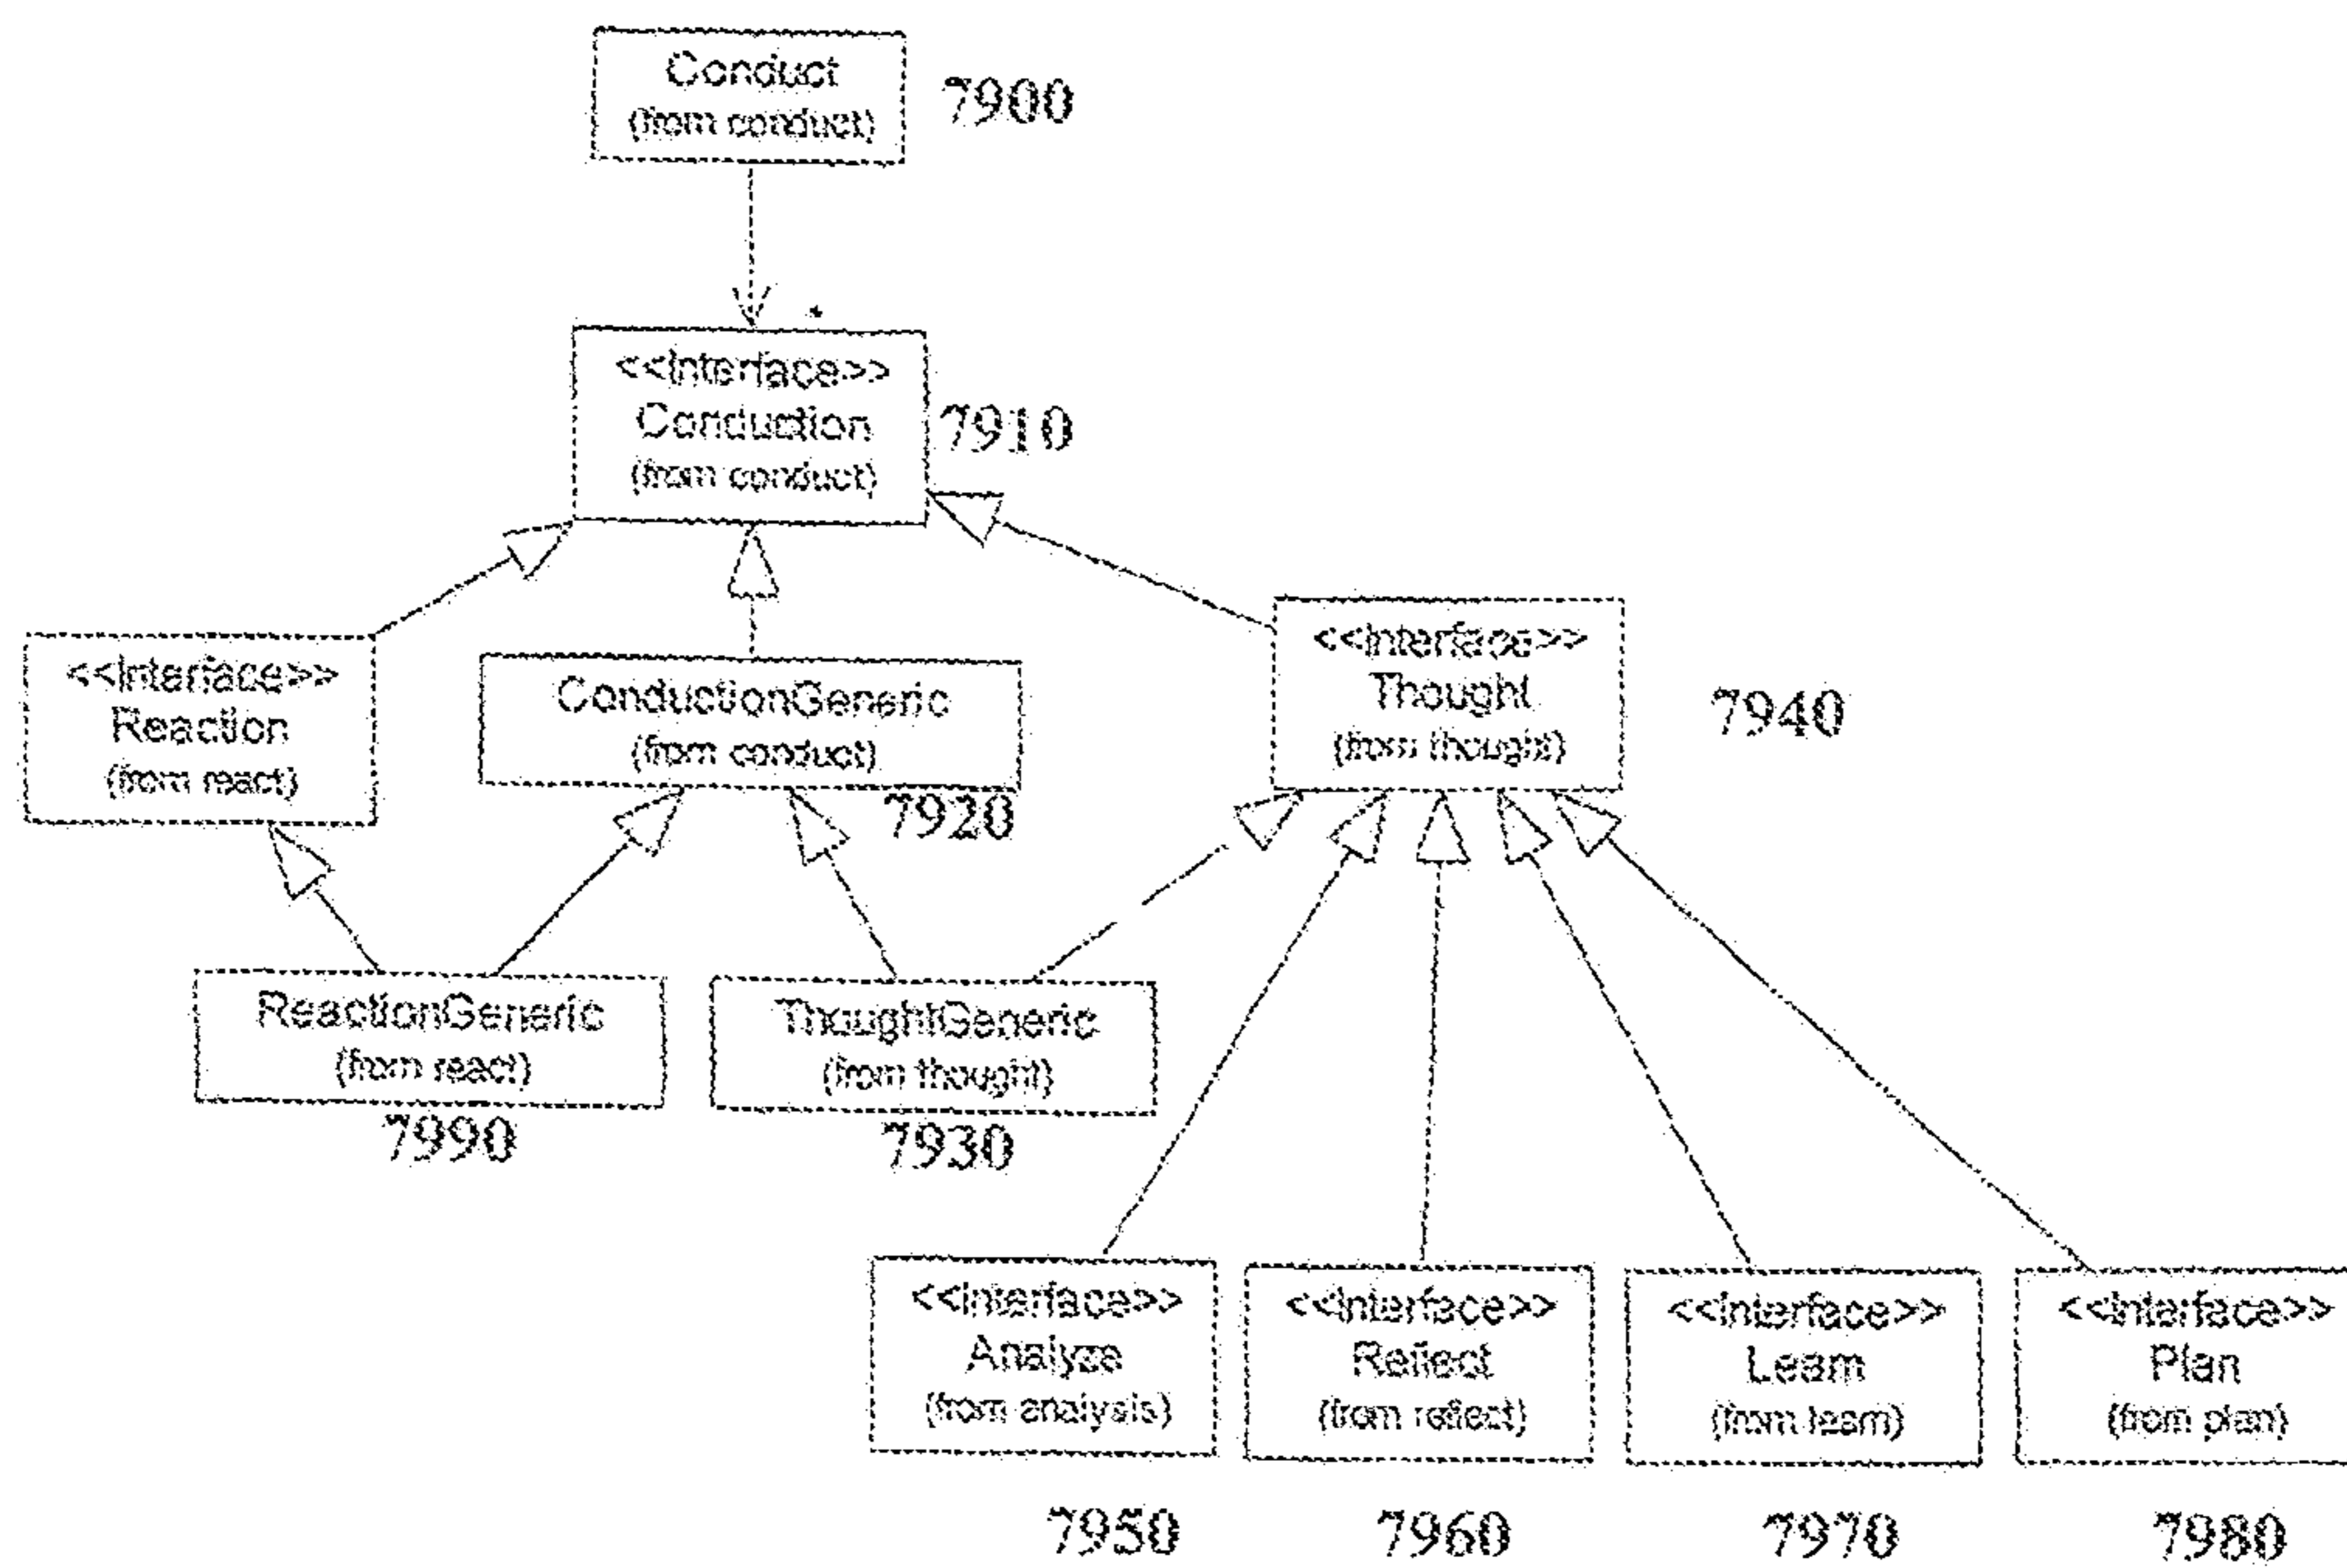 Conduct
(from conduct)
7900
*
<<Interface>>
Conduction
(from conduct)
7910
<<Interface>>
Reaction
(from react)
ConductionGeneric
(from conduct)
7920
<<Interface>>
Thought
(from thought)
7940
ReactionGeneric
(from react)
7990
ThoughtGeneric
(from thought)
7930
<<Interface>>
Analyze
(from analysis)
7950
<<Interface>>
Reflect
(from reflect)
7960
<<Interface>>
Learn
(from learn)
7970
<<Interface>>
Plan
(from plan)
7980